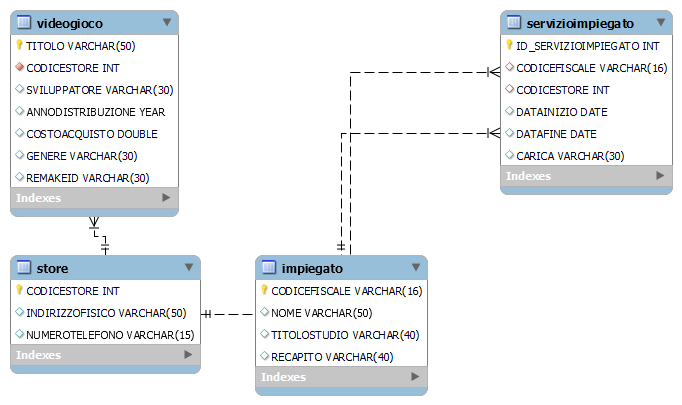 videogioco
TITOLO VARCHAR(50)
CODICESTORE INT
SVILUPPATORE VARCHAR(30)
ANNODISTRIBUZIONE YEAR
COSTOACQUISTO DOUBLE
GENERE VARCHAR(30)
REMAKEID VARCHAR(30)
Indexes
servizioimpiegato
ID_SERVIZIOIMPIEGATO INT
CODICEFISCALE VARCHAR(16)
CODICESTORE INT
DATAINIZIO DATE
DATAFINE DATE
CARICA VARCHAR(30)
Indexes
store
CODICESTORE INT
INDIRIZZOFISICO VARCHAR(50)
NUMEROTELEFONO VARCHAR(15)
Indexes
impiegato
CODICEFISCALE VARCHAR(16)
NOME VARCHAR(50)
TITOLOSTUDIO VARCHAR(40)
RECAPITO VARCHAR(40)
Indexes